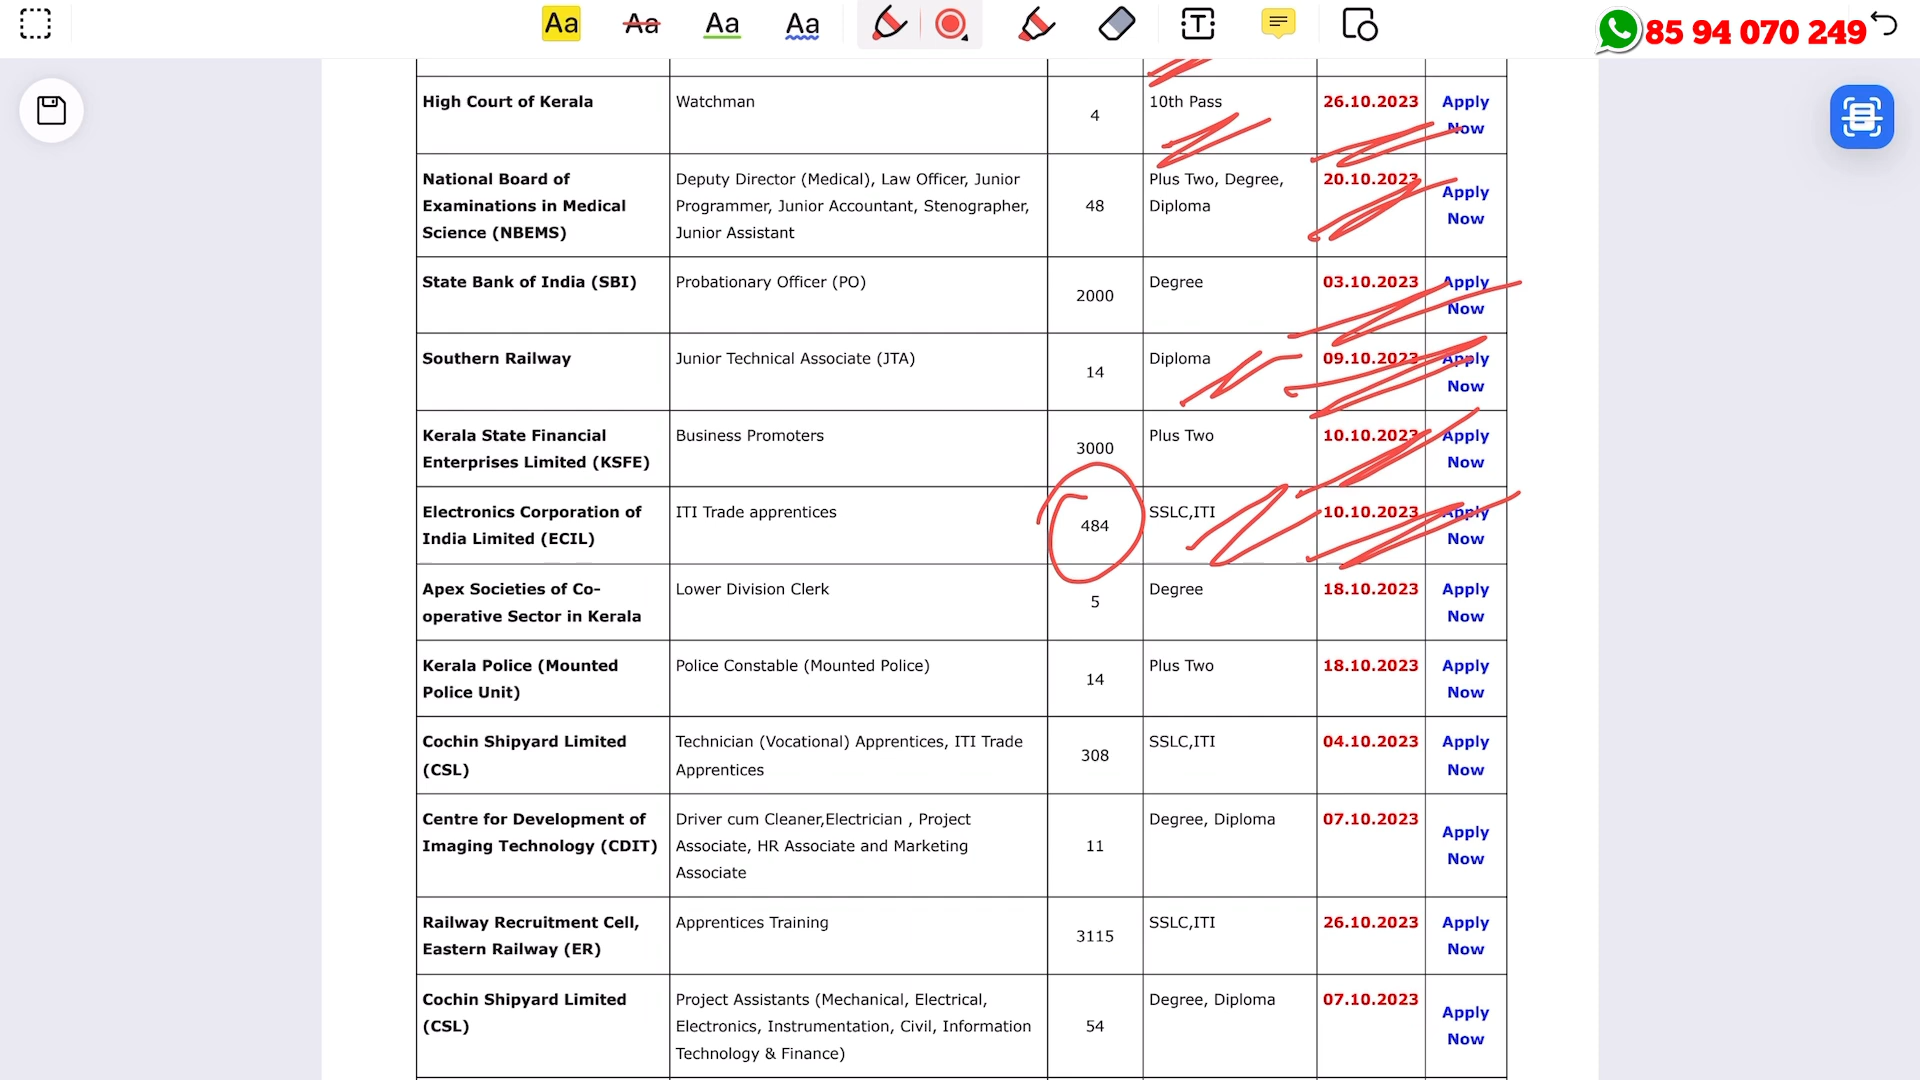 Aa Aa Aa Aa T
85 94 070 249
High Court of Kerala Watchman 4 10th Pass 26.10.2023 Apply
Now
National Board of Deputy Director (Medical), Law Officer, Junior Plus Two, Degree, 20.10.2023 Apply
Examinations in Medical Programmer, Junior Accountant, Stenographer, 48 Diploma Now
Science (NBEMS) Junior Assistant
State Bank of India (SBI) Probationary Officer (PO) 2000 Degree 03.10.2023 Apply
Now
Southern Railway Junior Technical Associate (JTA) 14 Diploma 09.10.2023 Apply
Now
Kerala State Financial Business Promoters 3000 Plus Two 10.10.2023 Apply
Enterprises Limited (KSFE) Now
Electronics Corporation of ITI Trade apprentices 484 SSLC,ITI 10.10.2023 Apply
India Limited (ECIL) Now
Apex Societies of Co- Lower Division Clerk 5 Degree 18.10.2023 Apply
operative Sector in Kerala Now
Kerala Police (Mounted Police Constable (Mounted Police) 14 Plus Two 18.10.2023 Apply
Police Unit) Now
Cochin Shipyard Limited Technician (Vocational) Apprentices, ITI Trade 308 SSLC,ITI 04.10.2023 Apply
(CSL) Apprentices Now
Centre for Development of Driver cum Cleaner,Electrician , Project Degree, Diploma 07.10.2023 Apply
Imaging Technology (CDIT) Associate, HR Associate and Marketing 11 Now
Associate
Railway Recruitment Cell, Apprentices Training 3115 SSLC,ITI 26.10.2023 Apply
Eastern Railway (ER) Now
Cochin Shipyard Limited Project Assistants (Mechanical, Electrical, Degree, Diploma 07.10.2023 Apply
(CSL) Electronics, Instrumentation, Civil, Information 54 Now
Technology & Finance)